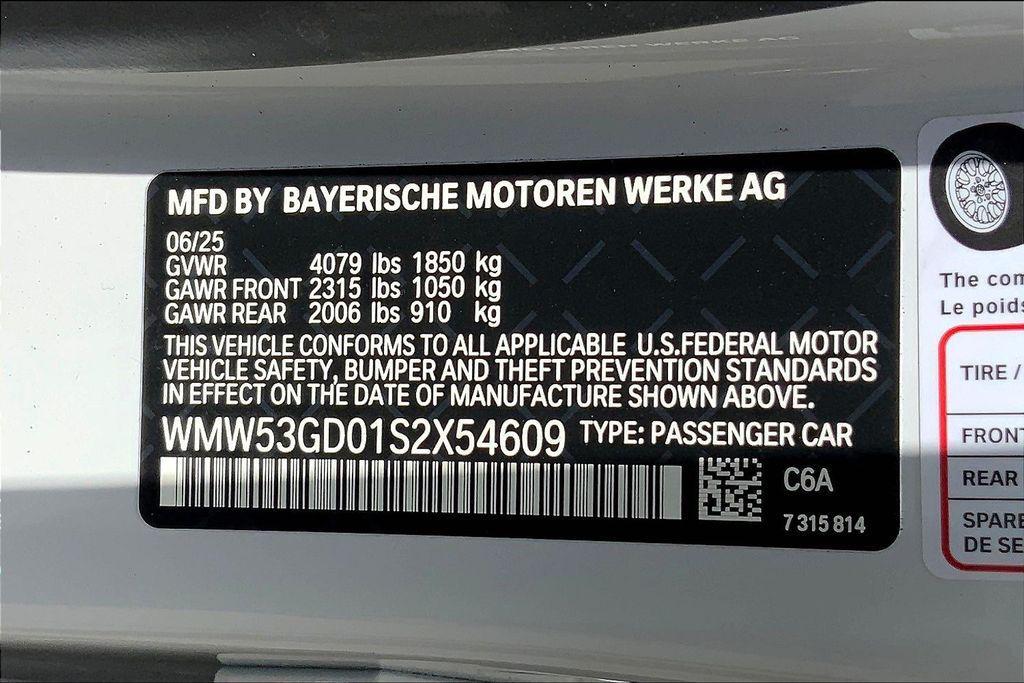 MFD BY BAYERISCHE MOTOREN WERKE AG
06/25
GVWR 4079 lbs 1850 kg
GAWR FRONT 2315 lbs 1050 kg
GAWR REAR 2006 lbs 910 kg
THIS VEHICLE CONFORMS TO ALL APPLICABLE U.S.FEDERAL MOTOR
VEHICLE SAFETY, BUMPER AND THEFT PREVENTION STANDARDS
IN EFFECT ON THE DATE OF MANUFACTURE SHOWN ABOVE.
WMW53GD01S2X54609 TYPE: PASSENGER CAR
C6A
7 315 814
The com
Le poids
TIRE /
FRONT
REAR
SPARE
DE SE